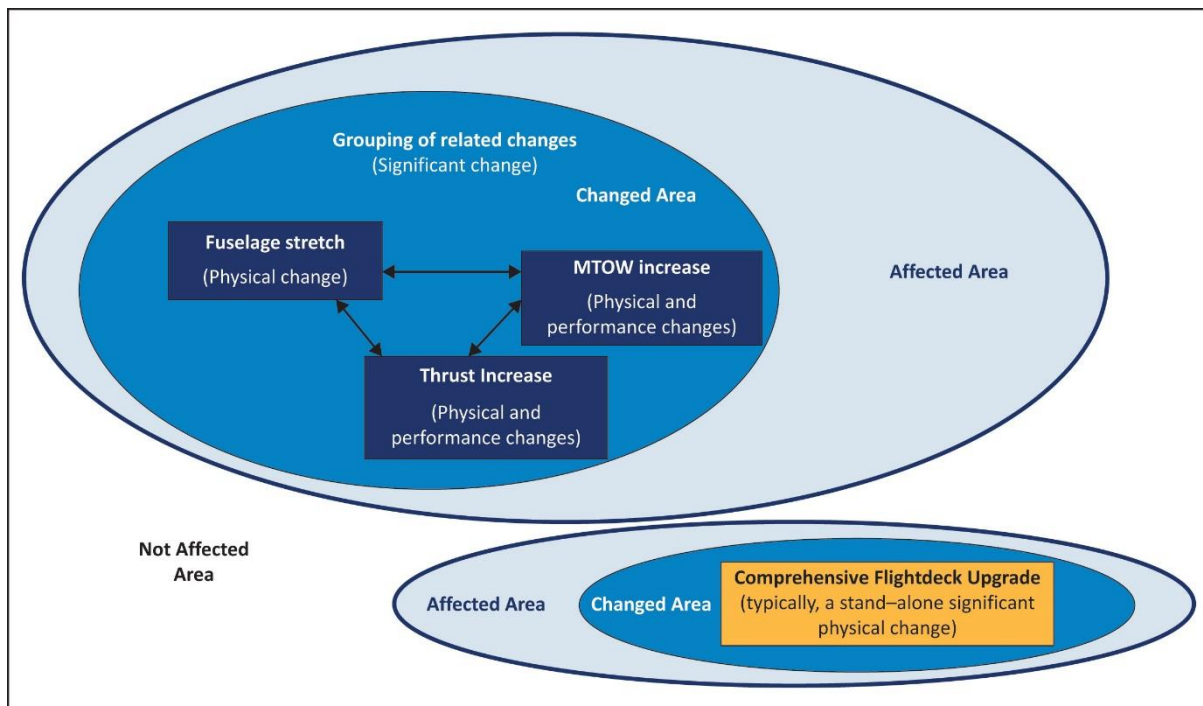 Grouping of related changes
(Significant change)
Changed Area
Fuselage stretch
(Physical change)
MTOW increase
(Physical and
performance changes)
Affected Area
Thrust Increase
(Physical and
performance changes)
Not Affected
Area
Affected Area
Changed Area
Comprehensive Flightdeck Upgrade
(typically, a stand–alone significant
physical change)